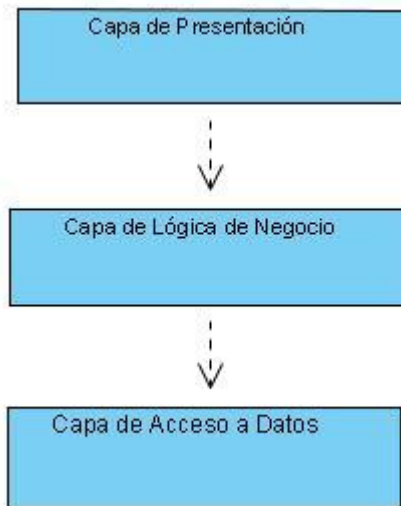 Capa de Presentación
Capa de Lógica de Negocio
Capa de Acceso a Datos